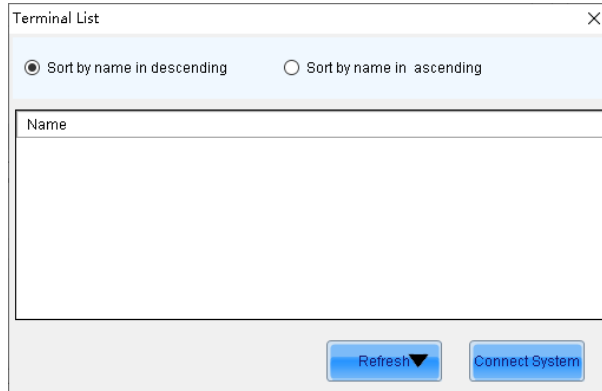 Terminal List
Sort by name in descending
Sort by name in ascending
Name
Refresh
Connect System